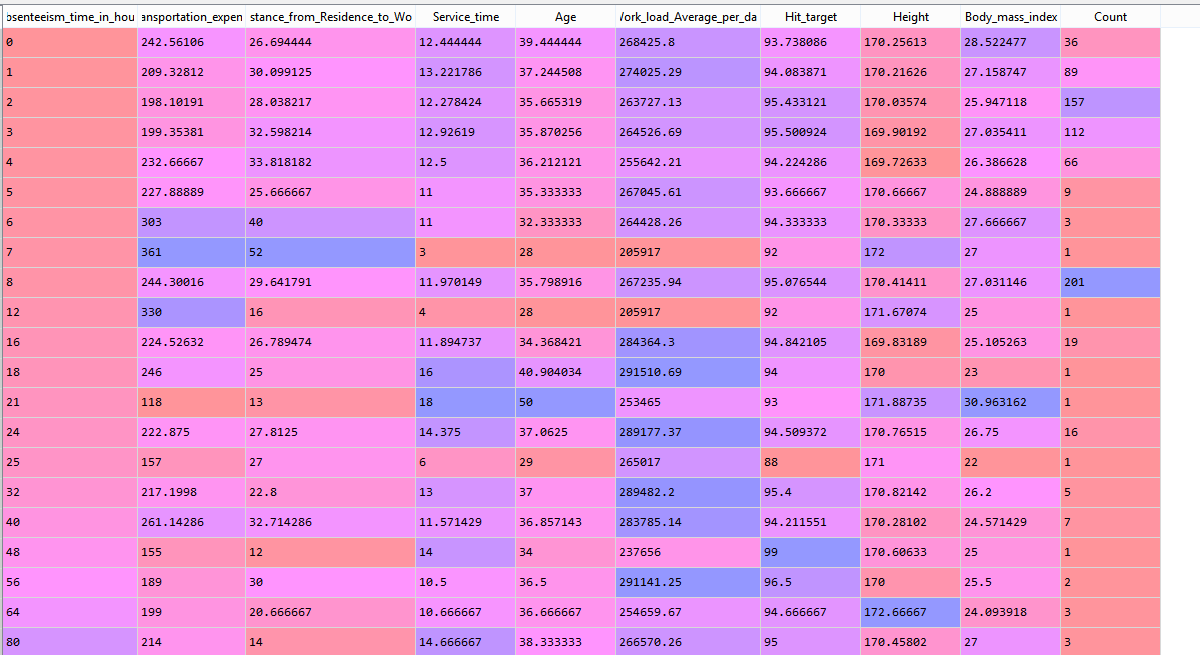 bsenteeism_time_in_hou ansportation_expen stance_from_Residence_to_Wo Service_time Age Work_load_Average_per_da Hit_target Height Body_mass_index Count
0 242.56106 26.694444 12.444444 39.444444 268425.8 93.738086 170.25613 28.522477 36
1 209.32812 30.099125 13.221786 37.244508 274025.29 94.083871 170.21626 27.158747 89
2 198.10191 28.038217 12.278424 35.665319 263727.13 95.433121 170.03574 25.947118 157
3 199.35381 32.598214 12.92619 35.870256 264526.69 95.500924 169.90192 27.035411 112
4 232.66667 33.818182 12.5 36.212121 255642.21 94.224286 169.72633 26.386628 66
5 227.88889 25.666667 11 35.333333 267045.61 93.666667 170.66667 24.888889 9
6 303 40 11 32.333333 264428.26 94.333333 170.33333 27.666667 3
7 361 52 3 28 205917 92 172 27 1
8 244.30016 29.641791 11.970149 35.798916 267235.94 95.076544 170.41411 27.031146 201
12 330 16 4 28 205917 92 171.67074 25 1
16 224.52632 26.789474 11.894737 34.368421 284364.3 94.842105 169.83189 25.105263 19
18 246 25 16 40.904034 291510.69 94 170 23 1
21 118 13 18 50 253465 93 171.88735 30.963162 1
24 222.875 27.8125 14.375 37.0625 289177.37 94.509372 170.76515 26.75 16
25 157 27 6 29 265017 88 171 22 1
32 217.1998 22.8 13 37 289482.2 95.4 170.82142 26.2 5
40 261.14286 32.714286 11.571429 36.857143 283785.14 94.211551 170.28102 24.571429 7
48 155 12 14 34 237656 99 170.60633 25 1
56 189 30 10.5 36.5 291141.25 96.5 170 25.5 2
64 199 20.666667 10.666667 36.666667 254659.67 94.666667 172.66667 24.093918 3
80 214 14 14.666667 38.333333 266570.26 95 170.45802 27 3